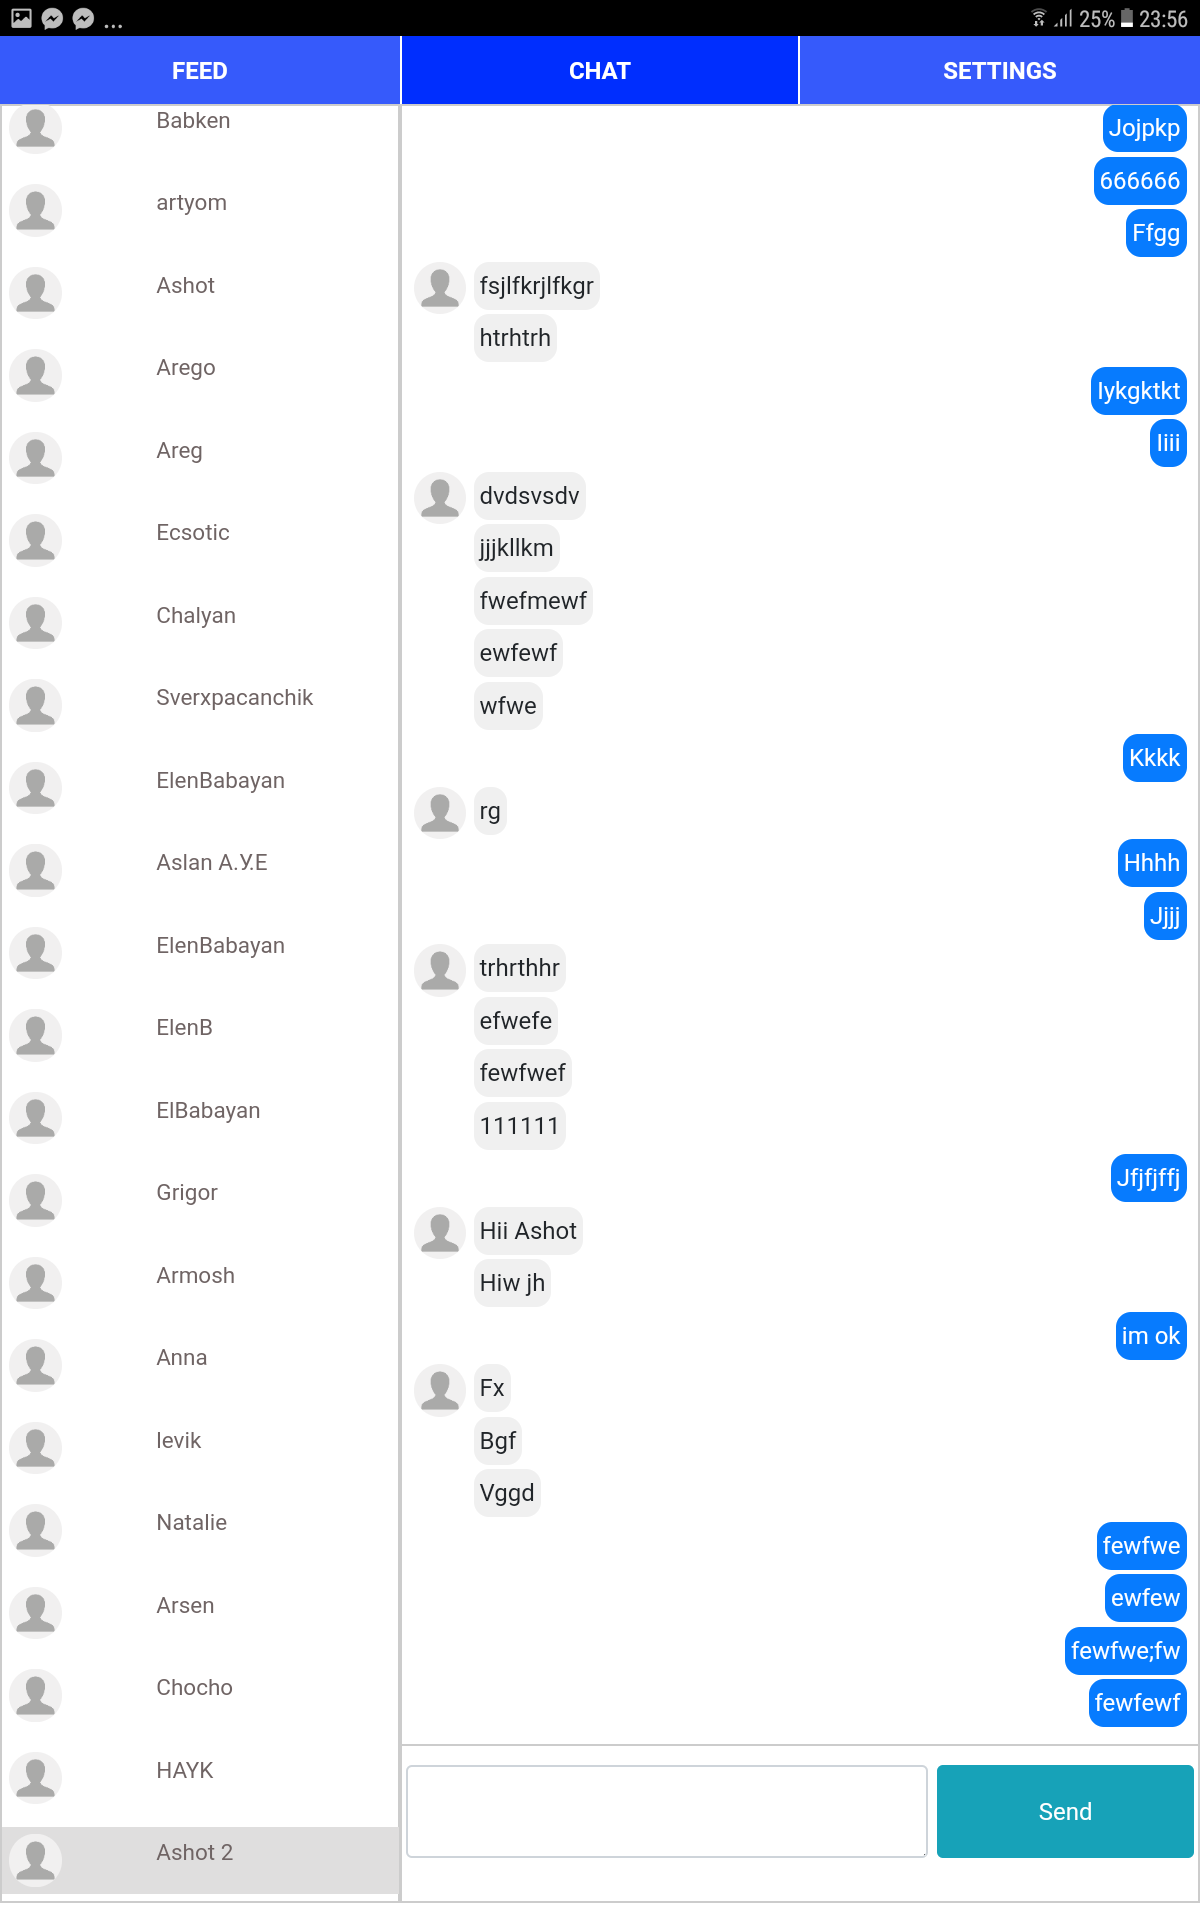 ... 25% 23:56
FEED CHAT SETTINGS
Babken
artyom
Ashot
Arego
Areg
Ecsotic
Chalyan
Sverxpacanchik
ElenBabayan
Aslan А.У.Е
ElenBabayan
ElenB
ElBabayan
Grigor
Armosh
Anna
levik
Natalie
Arsen
Chocho
HAYK
Ashot 2
Jojpkp
666666
Ffgg
fsjlfkrjlfkgr
htrhtrh
Iykgktkt
Iiii
dvdsvsdv
jjjkllkm
fwefmewf
ewfewf
wfwe
Kkkk
rg
Hhhh
Jjjj
trhrthhr
efwefe
fewfwef
111111
Jfjfjffj
Hii Ashot
Hiw jh
im ok
Fx
Bgf
Vggd
fewfwe
ewfew
fewfwe;fw
fewfewf
Send